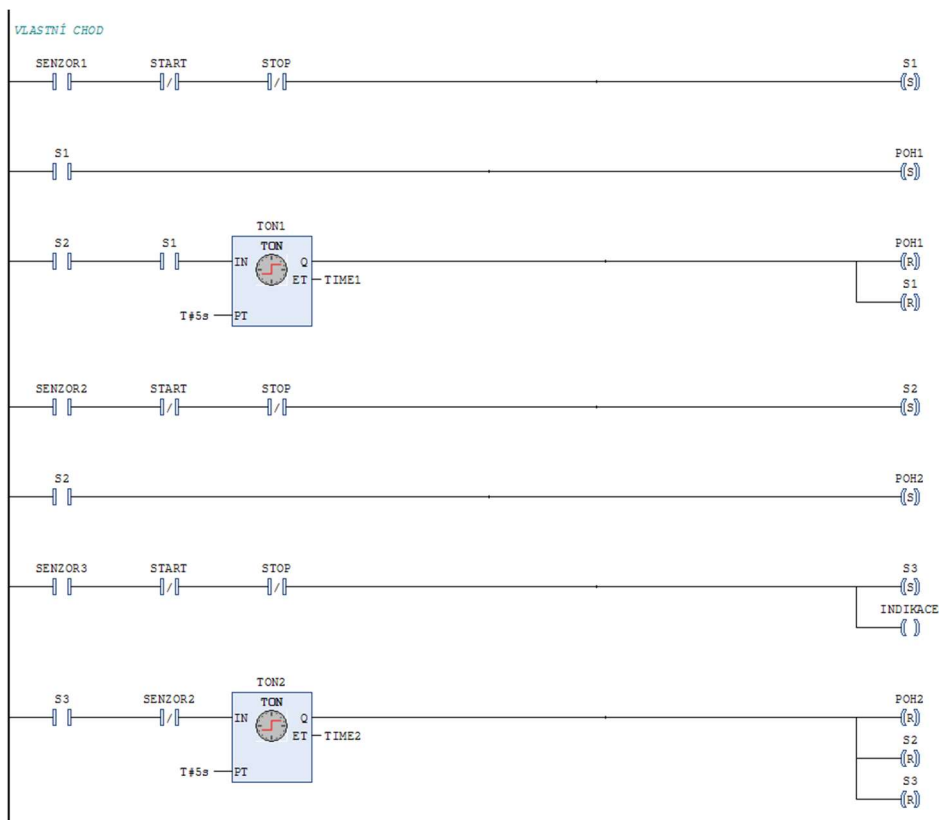 VLASTNÍ CHOD
SENZOR1 START STOP S1
(S)
S1 POH1
(S)
TON1
S2 S1 TON POH1
IN Q (R)
ET TIME1 S1
T#5s PT (R)
SENZOR2 START STOP S2
(S)
S2 POH2
(S)
SENZOR3 START STOP S3
(S)
INDIKACE
( )
TON2
S3 SENZOR2 TON POH2
IN Q (R)
ET TIME2 S2
(R)
T#5s PT S3
(R)